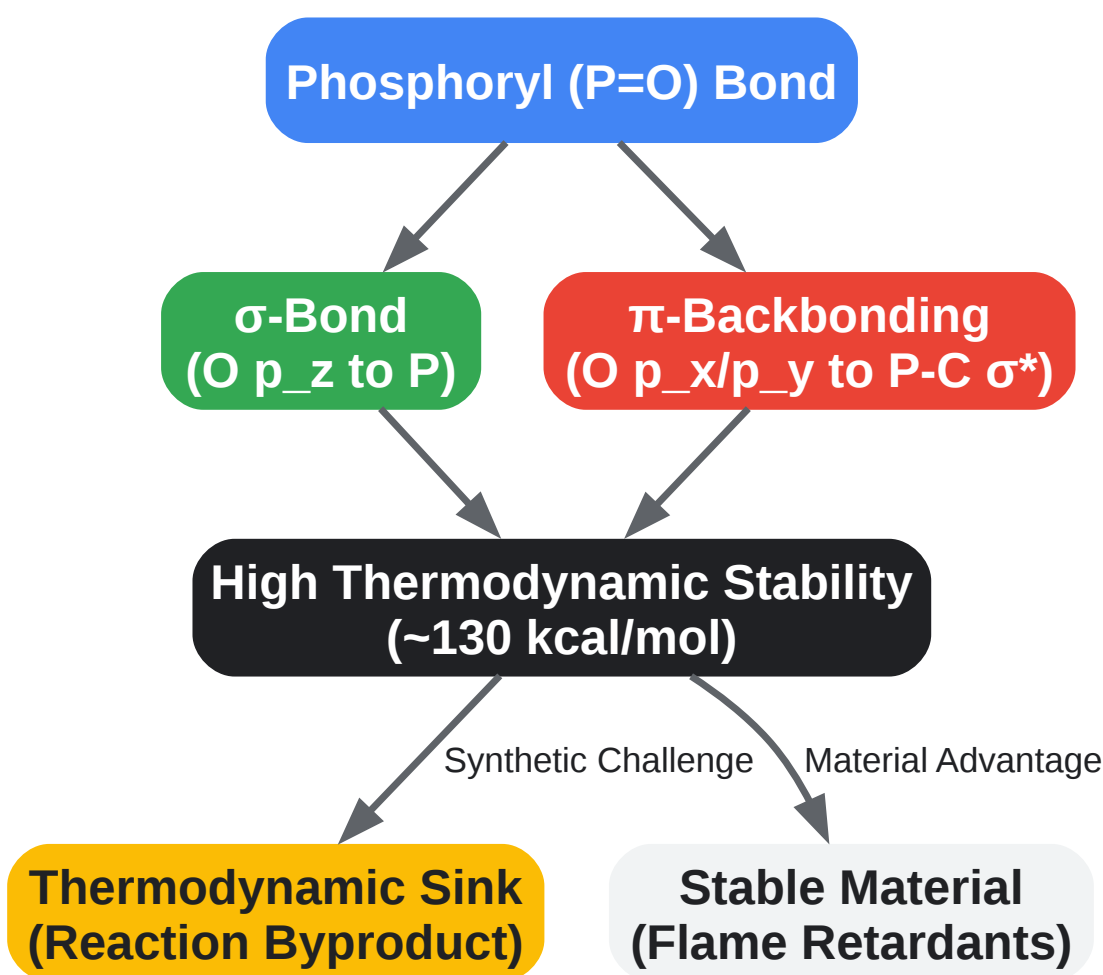 Phosphoryl (P=O) Bond
σ-Bond
(O p_z to P)
π-Backbonding
(O p_x/p_y to P-C σ*)
High Thermodynamic Stability
(~130 kcal/mol)
Synthetic Challenge
Material Advantage
Thermodynamic Sink
(Reaction Byproduct)
Stable Material
(Flame Retardants)